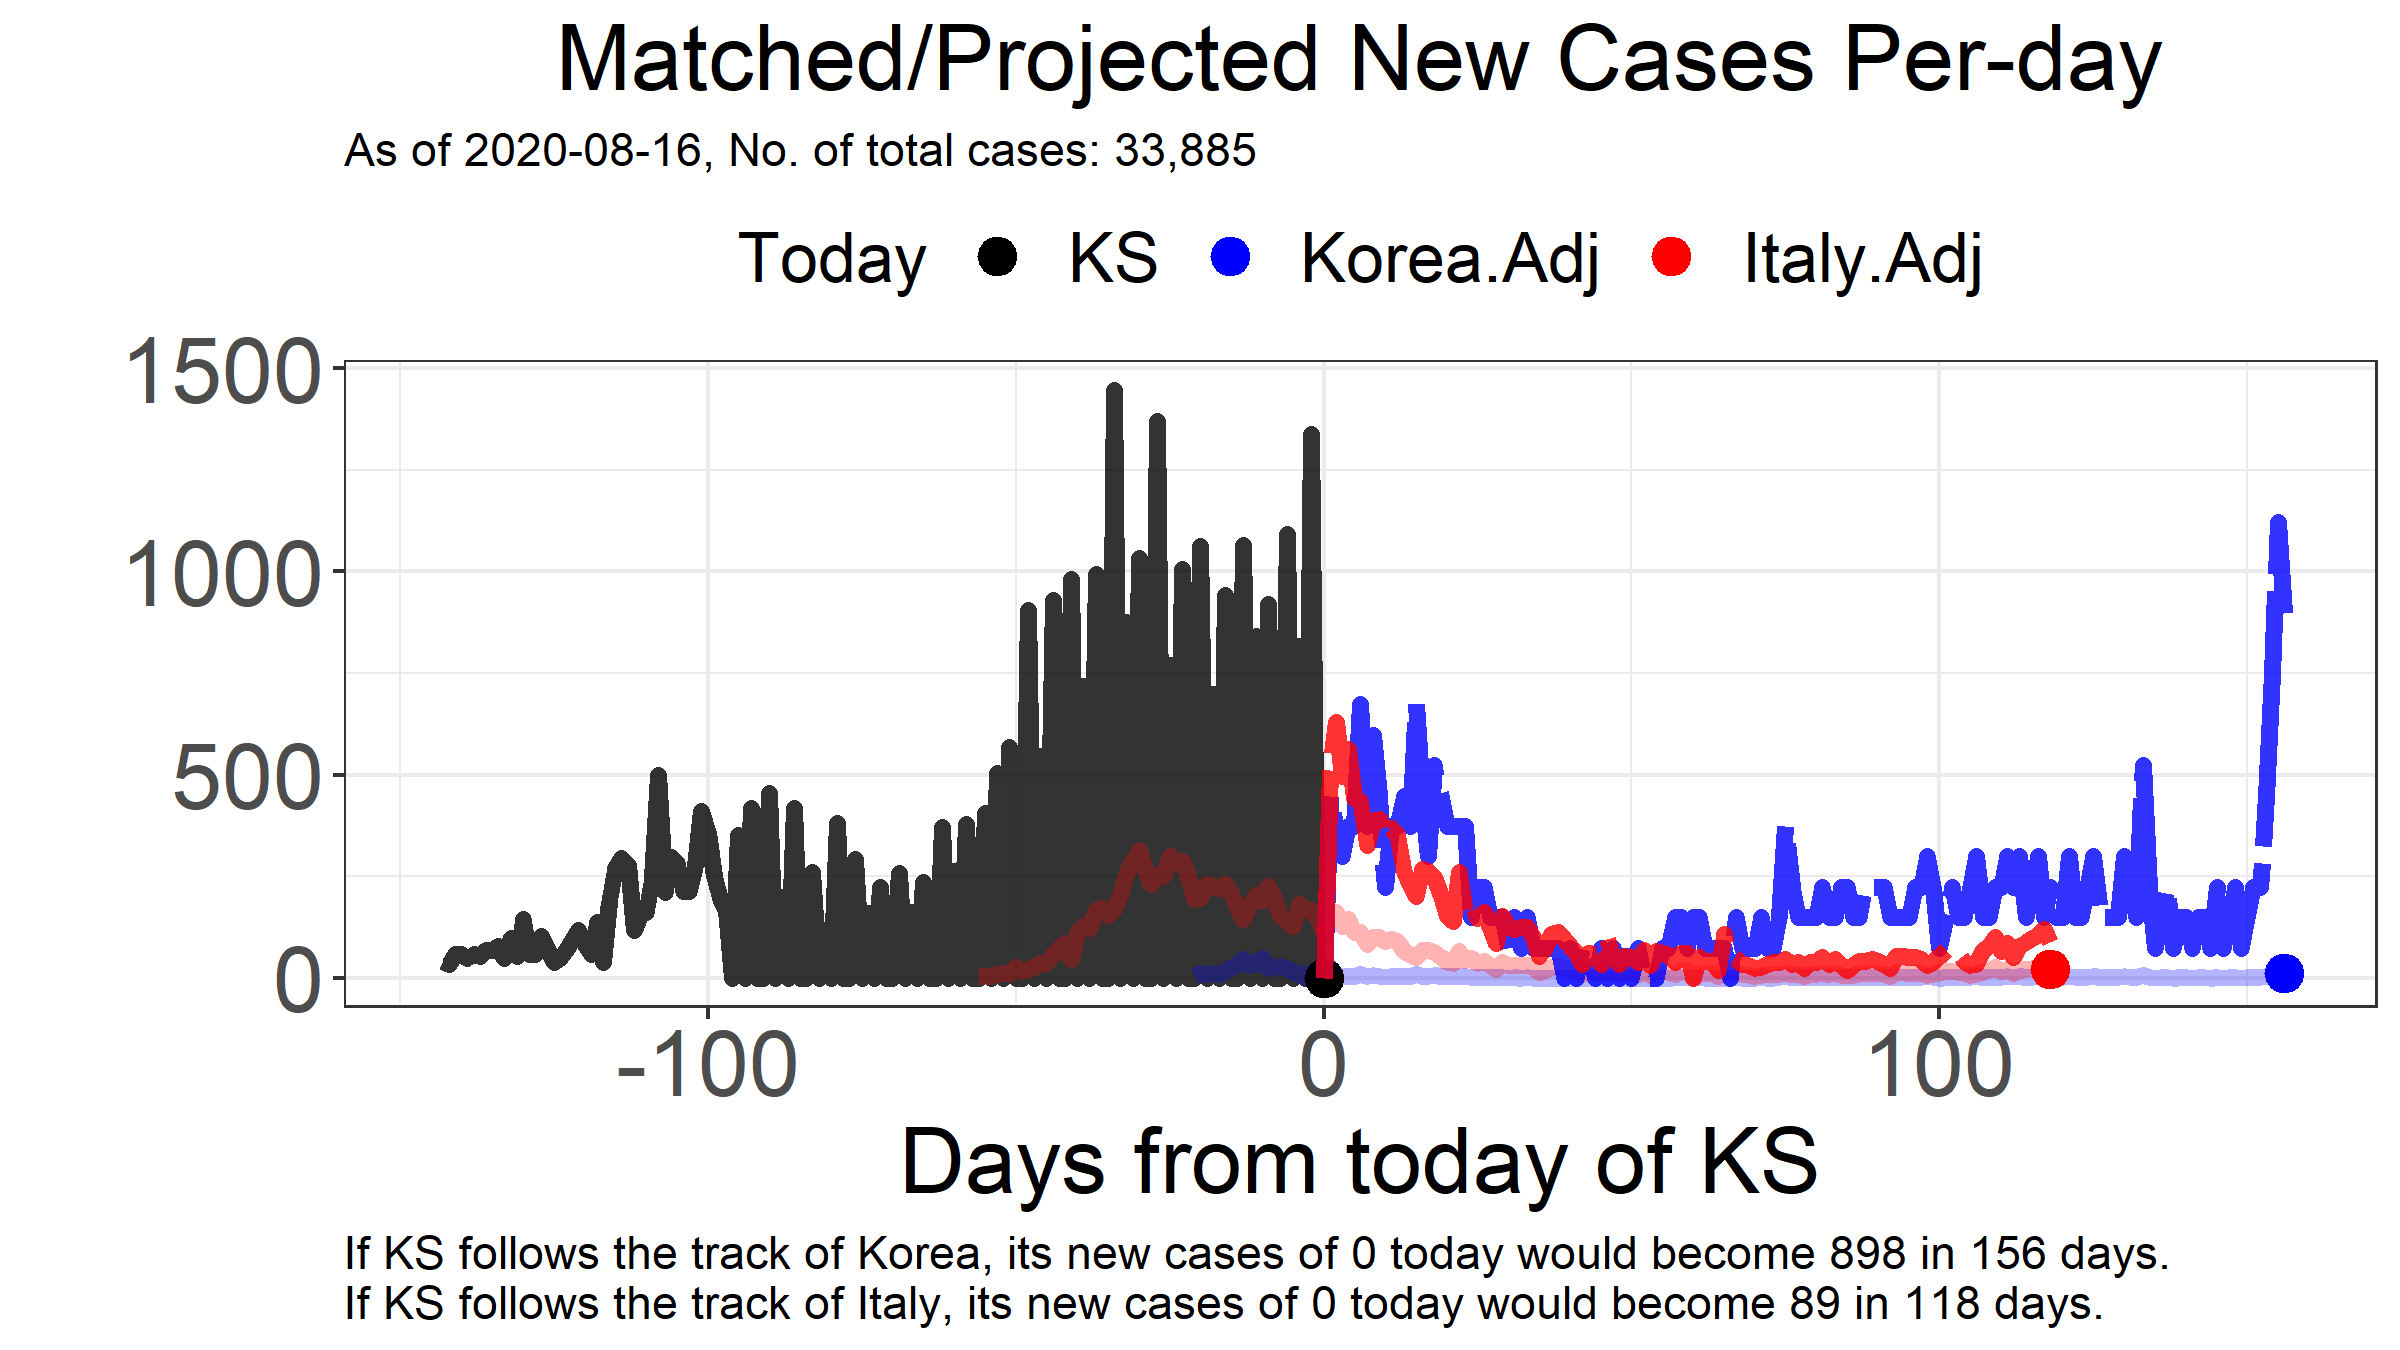 Matched/Projected New Cases Per-day
As of 2020-08-16, No. of total cases: 33,885
Today KS Korea.Adj Italy.Adj
1500
1000
500
0
-100 0 100
Days from today of KS
If KS follows the track of Korea, its new cases of 0 today would become 898 in 156 days.
If KS follows the track of Italy, its new cases of 0 today would become 89 in 118 days.